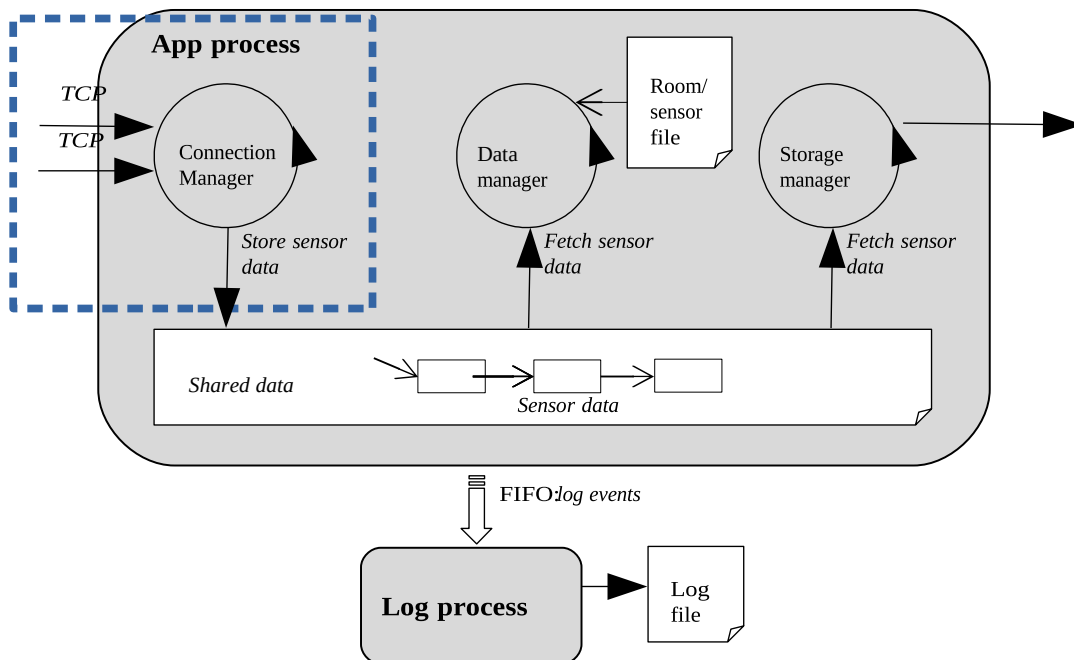 App process
TCP
TCP
Connection
Manager
Store sensor
data
Data
manager
Fetch sensor
data
Room/
sensor
file
Storage
manager
Fetch sensor
data
Shared data
Sensor data
FIFO:log events
Log process
Log
file